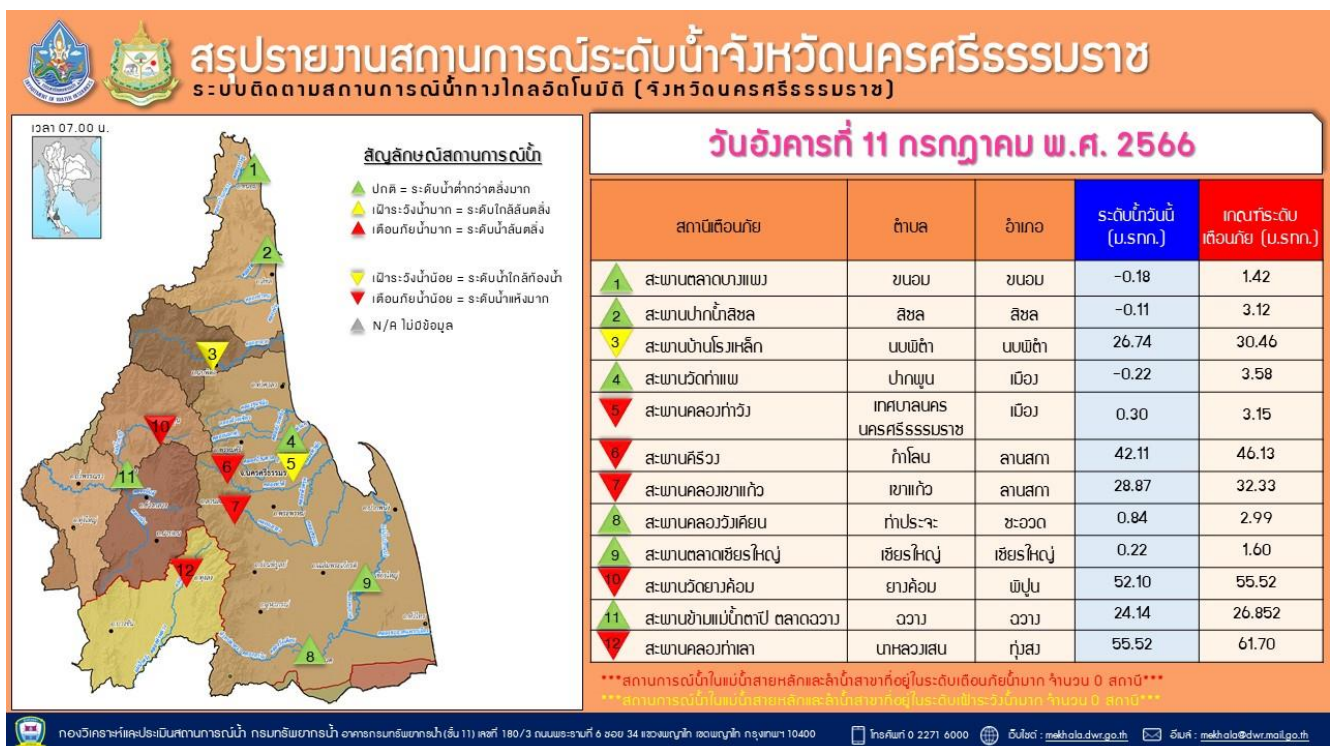 สรุปรายงานสถานการณ์ระดับน้ำจังหวัดนครศรีธรรมราช
ระบบติดตามสถานการณ์น้ำทางไกลอัตโนมัติ (จังหวัดนครศรีธรรมราช)
เวลา 07.00 น.
สัญลักษณ์สถานการณ์น้ำ
ปกติ = ระดับน้ำต่ำกว่าตลิ่งมาก
เฝ้าระวังน้ำมาก = ระดับใกล้ล้นตลิ่ง
เตือนภัยน้ำมาก = ระดับน้ำล้นตลิ่ง
เฝ้าระวังน้ำน้อย = ระดับน้ำใกล้ท้องน้ำ
เตือนภัยน้ำน้อย = ระดับน้ำแห้งมาก
N/A ไม่มีข้อมูล
1
2
3
10
4
11
6
5
7
12
9
8
วันอังคารที่ 11 กรกฎาคม พ.ศ. 2566
สถานีเตือนภัย ตำบล อำเภอ ระดับน้ำวันนี้ (ม.รทก.) เกณฑ์ระดับเตือนภัย (ม.รทก.)
1 สะพานตลาดบางแพง ขนอม ขนอม -0.18 1.42
2 สะพานปากน้ำสิชล สิชล สิชล -0.11 3.12
3 สะพานบ้านโรงเหล็ก นบพิตำ นบพิตำ 26.74 30.46
4 สะพานวัดท่าแพ ปากพูน เมือง -0.22 3.58
5 สะพานคลองท่าวัง เทศบาลนครนครศรีธรรมราช เมือง 0.30 3.15
6 สะพานคีรีวง กำโลน ลานสกา 42.11 46.13
7 สะพานคลองเขาแก้ว เขาแก้ว ลานสกา 28.87 32.33
8 สะพานคลองวังเคียน ท่าประจะ ชะอวด 0.84 2.99
9 สะพานตลาดเชียรใหญ่ เชียรใหญ่ เชียรใหญ่ 0.22 1.60
10 สะพานวัดยางค้อม ยางค้อม พิปูน 52.10 55.52
11 สะพานข้ามแม่น้ำตาปี ตลาดฉวาง ฉวาง ฉวาง 24.14 26.852
12 สะพานคลองท่าเลา นาหลวงเสน ทุ่งสง 55.52 61.70
***สถานการณ์น้ำในแม่น้ำสายหลักและลำน้ำสาขาที่อยู่ในระดับเตือนภัยน้ำมาก จำนวน 0 สถานี***
***สถานการณ์น้ำในแม่น้ำสายหลักและลำน้ำสาขาที่อยู่ในระดับเฝ้าระวังน้ำมาก จำนวน 0 สถานี***
กองวิเคราะห์และประเมินสถานการณ์น้ำ กรมทรัพยากรน้ำ อาคารกรมทรัพยากรน้ำ (ชั้น 11) เลขที่ 180/3 ถนนพระรามที่ 6 ซอย 34 แขวงพญาไท เขตพญาไท กรุงเทพฯ 10400 โทรศัพท์ 0 2271 6000 เว็บไซต์ : mekhala.dwr.go.th อีเมล์ : mekhala@dwr.mail.go.th